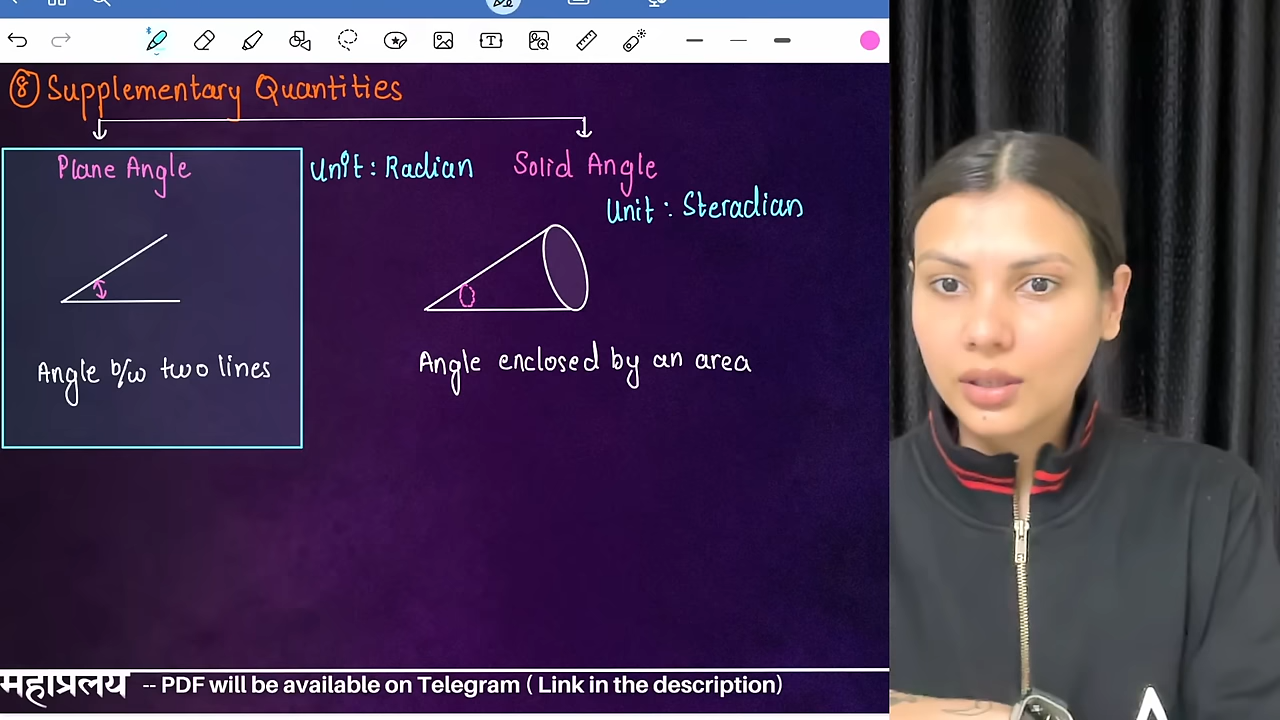 ⑧ Supplementary Quantities
Plane Angle
Unit : Radian
Solid Angle
Unit : Steradian
Angle b/w two lines
Angle enclosed by an area
महाप्रलय -- PDF will be available on Telegram ( Link in the description)